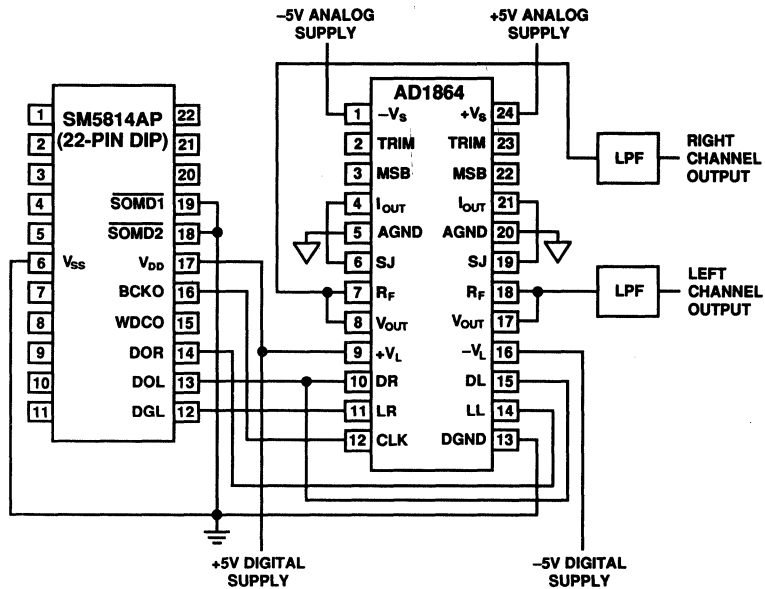 –5V ANALOG
SUPPLY
+5V ANALOG
SUPPLY
SM5814AP
(22-PIN DIP)
1 22
2 21
3 20
4 SOMD1 19
5 SOMD2 18
6 VSS VDD 17
7 BCKO 16
8 WDCO 15
9 DOR 14
10 DOL 13
11 DGL 12
AD1864
1 –VS +VS 24
2 TRIM TRIM 23
3 MSB MSB 22
4 IOUT IOUT 21
5 AGND AGND 20
6 SJ SJ 19
7 RF RF 18
8 VOUT VOUT 17
9 +VL –VL 16
10 DR DL 15
11 LR LL 14
12 CLK DGND 13
LPF
RIGHT
CHANNEL
OUTPUT
LPF
LEFT
CHANNEL
OUTPUT
+5V DIGITAL
SUPPLY
–5V DIGITAL
SUPPLY